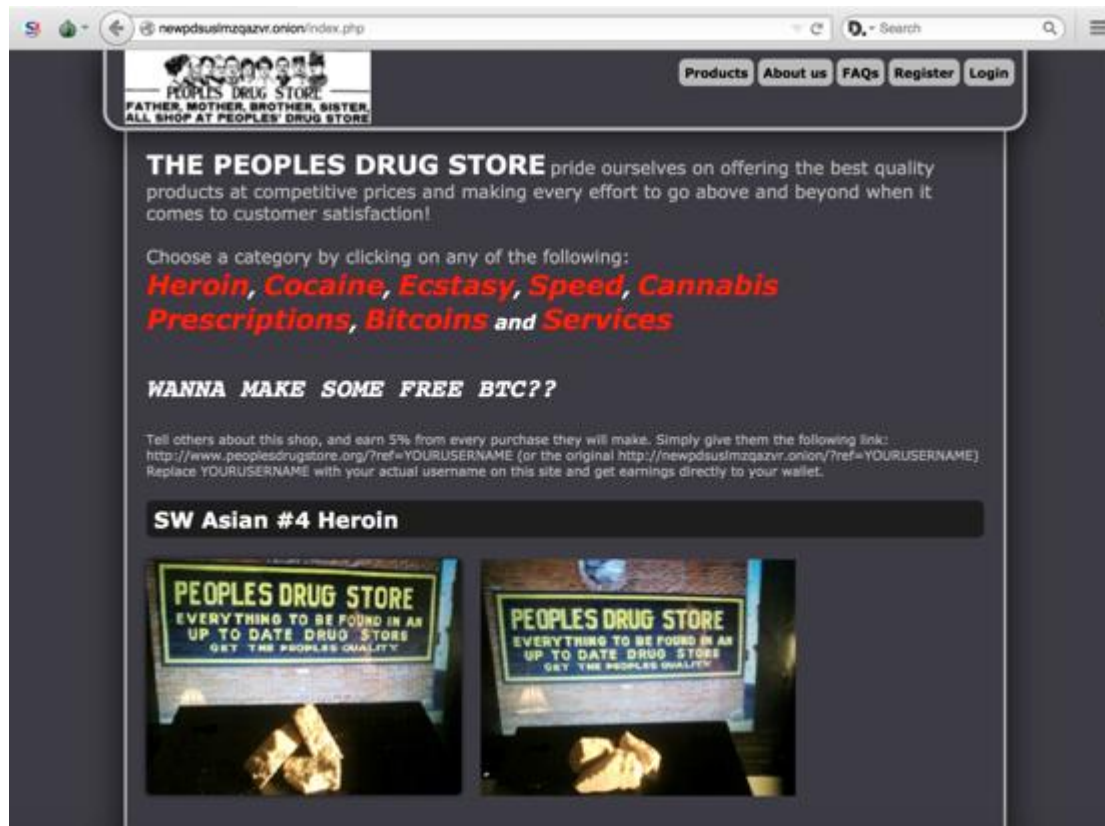 newpdsuslmzqazvr.onion/index.php
Search
PEOPLES DRUG STORE
FATHER, MOTHER, BROTHER, SISTER,
ALL SHOP AT PEOPLES' DRUG STORE
Products About us FAQs Register Login
THE PEOPLES DRUG STORE pride ourselves on offering the best quality
products at competitive prices and making every effort to go above and beyond when it
comes to customer satisfaction!
Choose a category by clicking on any of the following:
Heroin, Cocaine, Ecstasy, Speed, Cannabis
Prescriptions, Bitcoins and Services
WANNA MAKE SOME FREE BTC??
Tell others about this shop, and earn 5% from every purchase they will make. Simply give them the following link:
http://www.peoplesdrugstore.org/?ref=YOURUSERNAME (or the original http://newpdsuslmzqazvr.onion/?ref=YOURUSERNAME)
Replace YOURUSERNAME with your actual username on this site and get earnings directly to your wallet.
SW Asian #4 Heroin
PEOPLES DRUG STORE
EVERYTHING TO BE FOUND IN AN
UP TO DATE DRUG STORE
GET THE PEOPLES QUALITY
PEOPLES DRUG STORE
EVERYTHING TO BE FOUND IN AN
UP TO DATE DRUG STORE
GET THE PEOPLES QUALITY